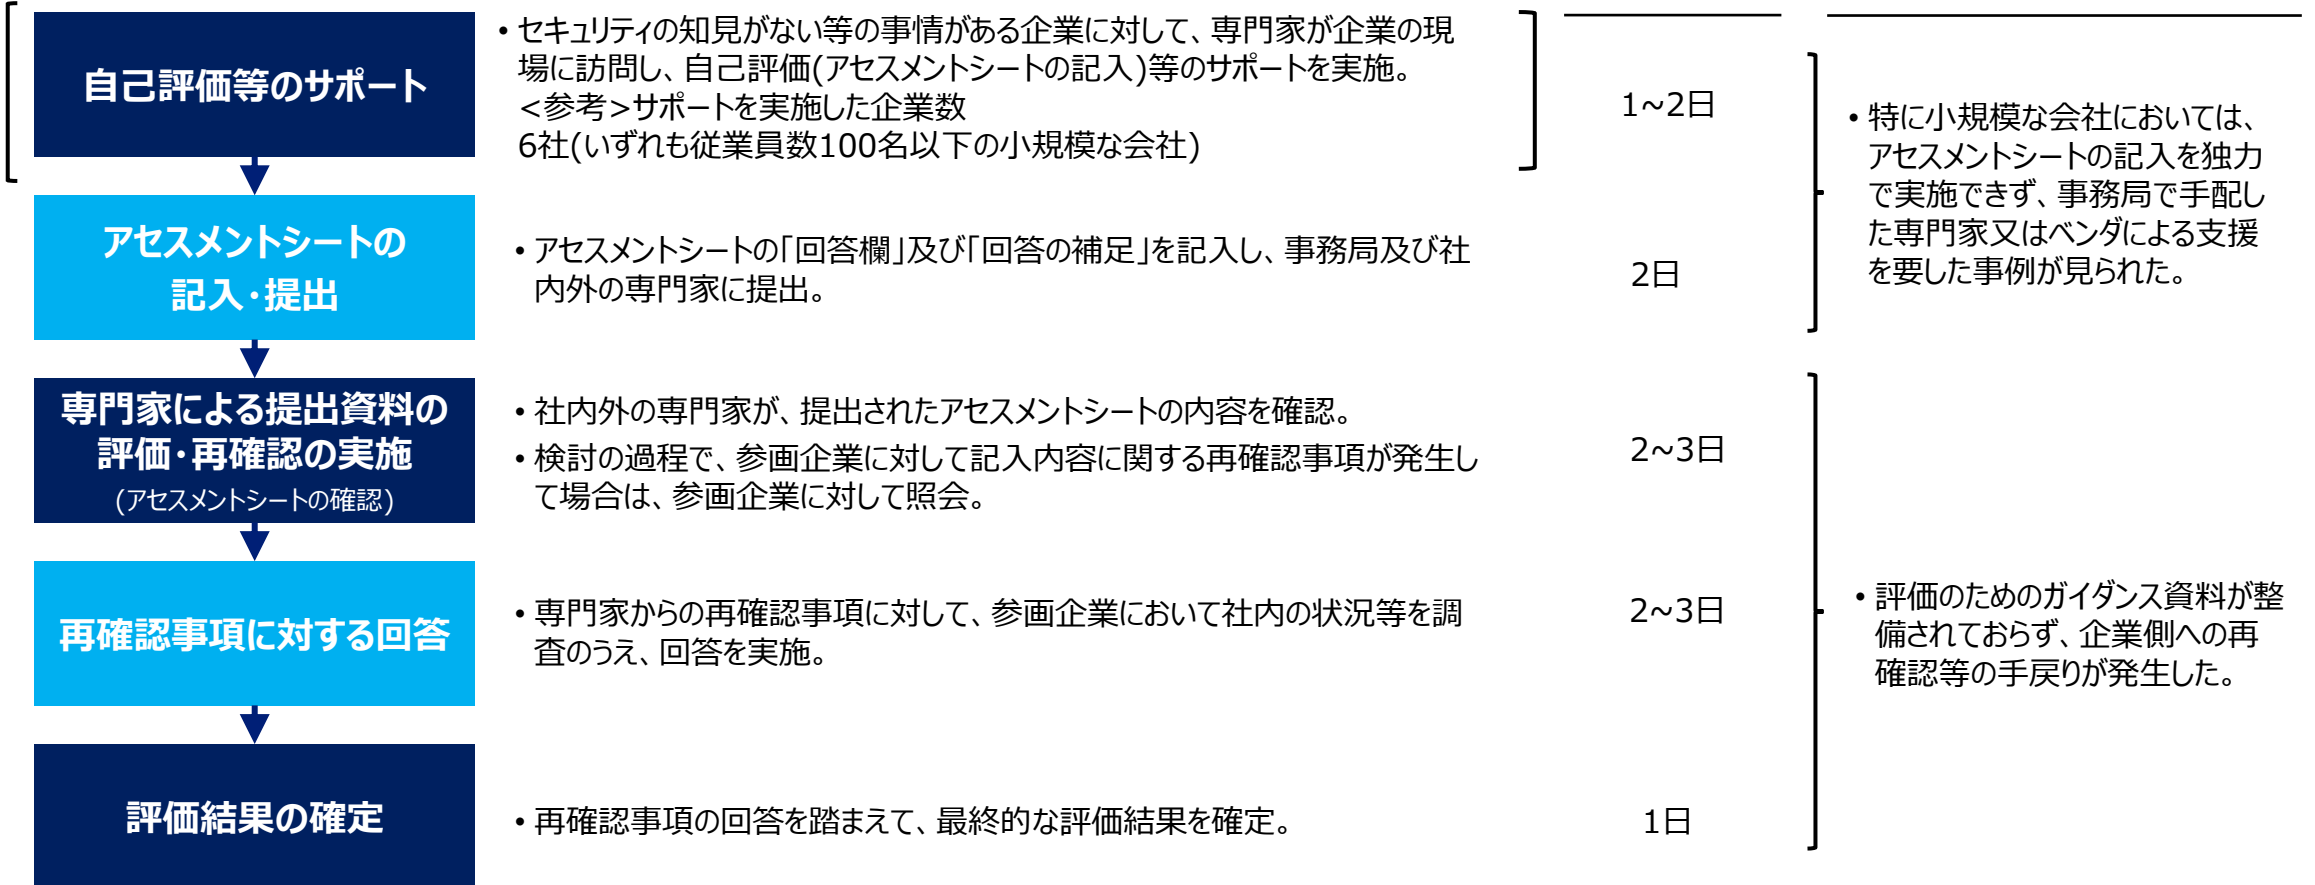 自己評価等のサポート
・セキュリティの知見がない等の事情がある企業に対して、専門家が企業の現
場に訪問し、自己評価(アセスメントシートの記入)等のサポートを実施。
<参考>サポートを実施した企業数
6社(いずれも従業員数100名以下の小規模な会社)
1~2日
・特に小規模な会社においては、
アセスメントシートの記入を独力
で実施できず、事務局で手配し
た専門家又はベンダによる支援
を要した事例が見られた。
アセスメントシートの
記入・提出
・アセスメントシートの「回答欄」及び「回答の補足」を記入し、事務局及び社
内外の専門家に提出。
2日
専門家による提出資料の
評価・再確認の実施
(アセスメントシートの確認)
・社内外の専門家が、提出されたアセスメントシートの内容を確認。
・検討の過程で、参画企業に対して記入内容に関する再確認事項が発生し
て場合は、参画企業に対して照会。
2~3日
再確認事項に対する回答
・専門家からの再確認事項に対して、参画企業において社内の状況等を調
査のうえ、回答を実施。
2~3日
・評価のためのガイダンス資料が整
備されておらず、企業側への再
確認等の手戻りが発生した。
評価結果の確定
・再確認事項の回答を踏まえて、最終的な評価結果を確定。
1日